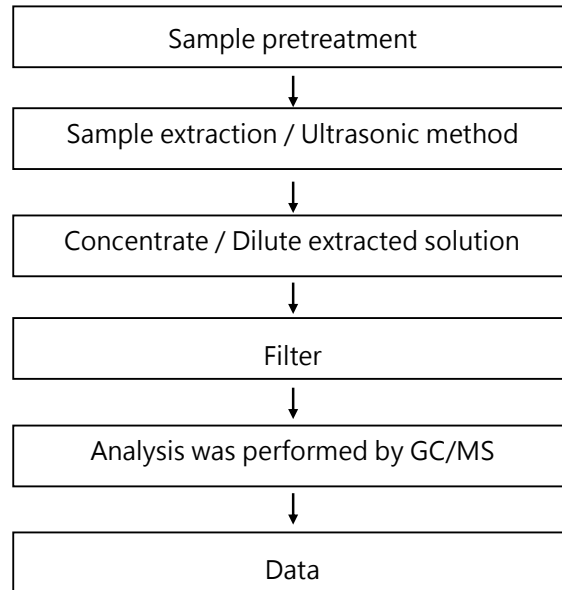 Sample pretreatment
Sample extraction / Ultrasonic method
Concentrate / Dilute extracted solution
Filter
Analysis was performed by GC/MS
Data